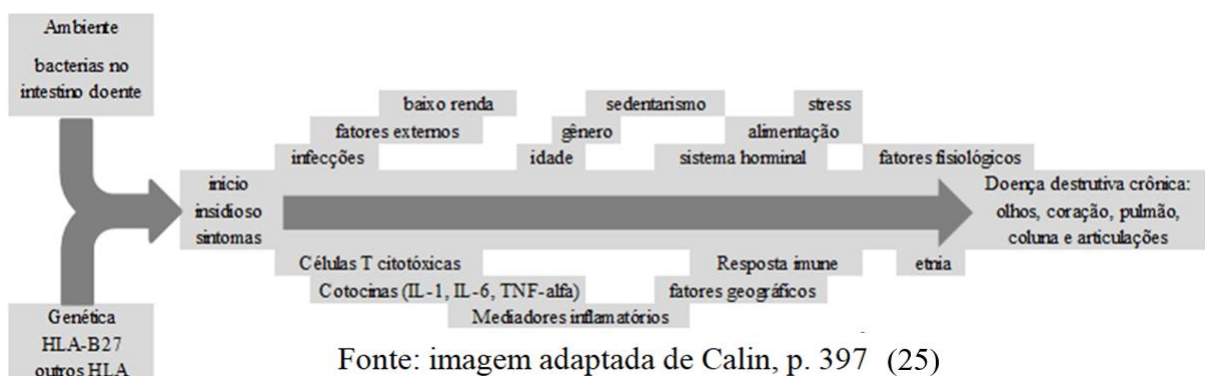 Ambiente
bacterias no
intestino doente
baixo renda
sedentarismo
stress
fatores externos
gênero
alimentação
infecções
idade
sistema horminal
fatores fisiológicos
início
insidioso
sintomas
Doença destrutiva crônica:
olhos, coração, pulmão,
coluna e articulações
Células T citotóxicas
Resposta imune
etnia
Cotocinas (IL-1, IL-6, TNF-alfa)
fatores geográficos
Mediadores inflamatórios
Genética
HLA-B27
outros HLA
Fonte: imagem adaptada de Calin, p. 397 (25)